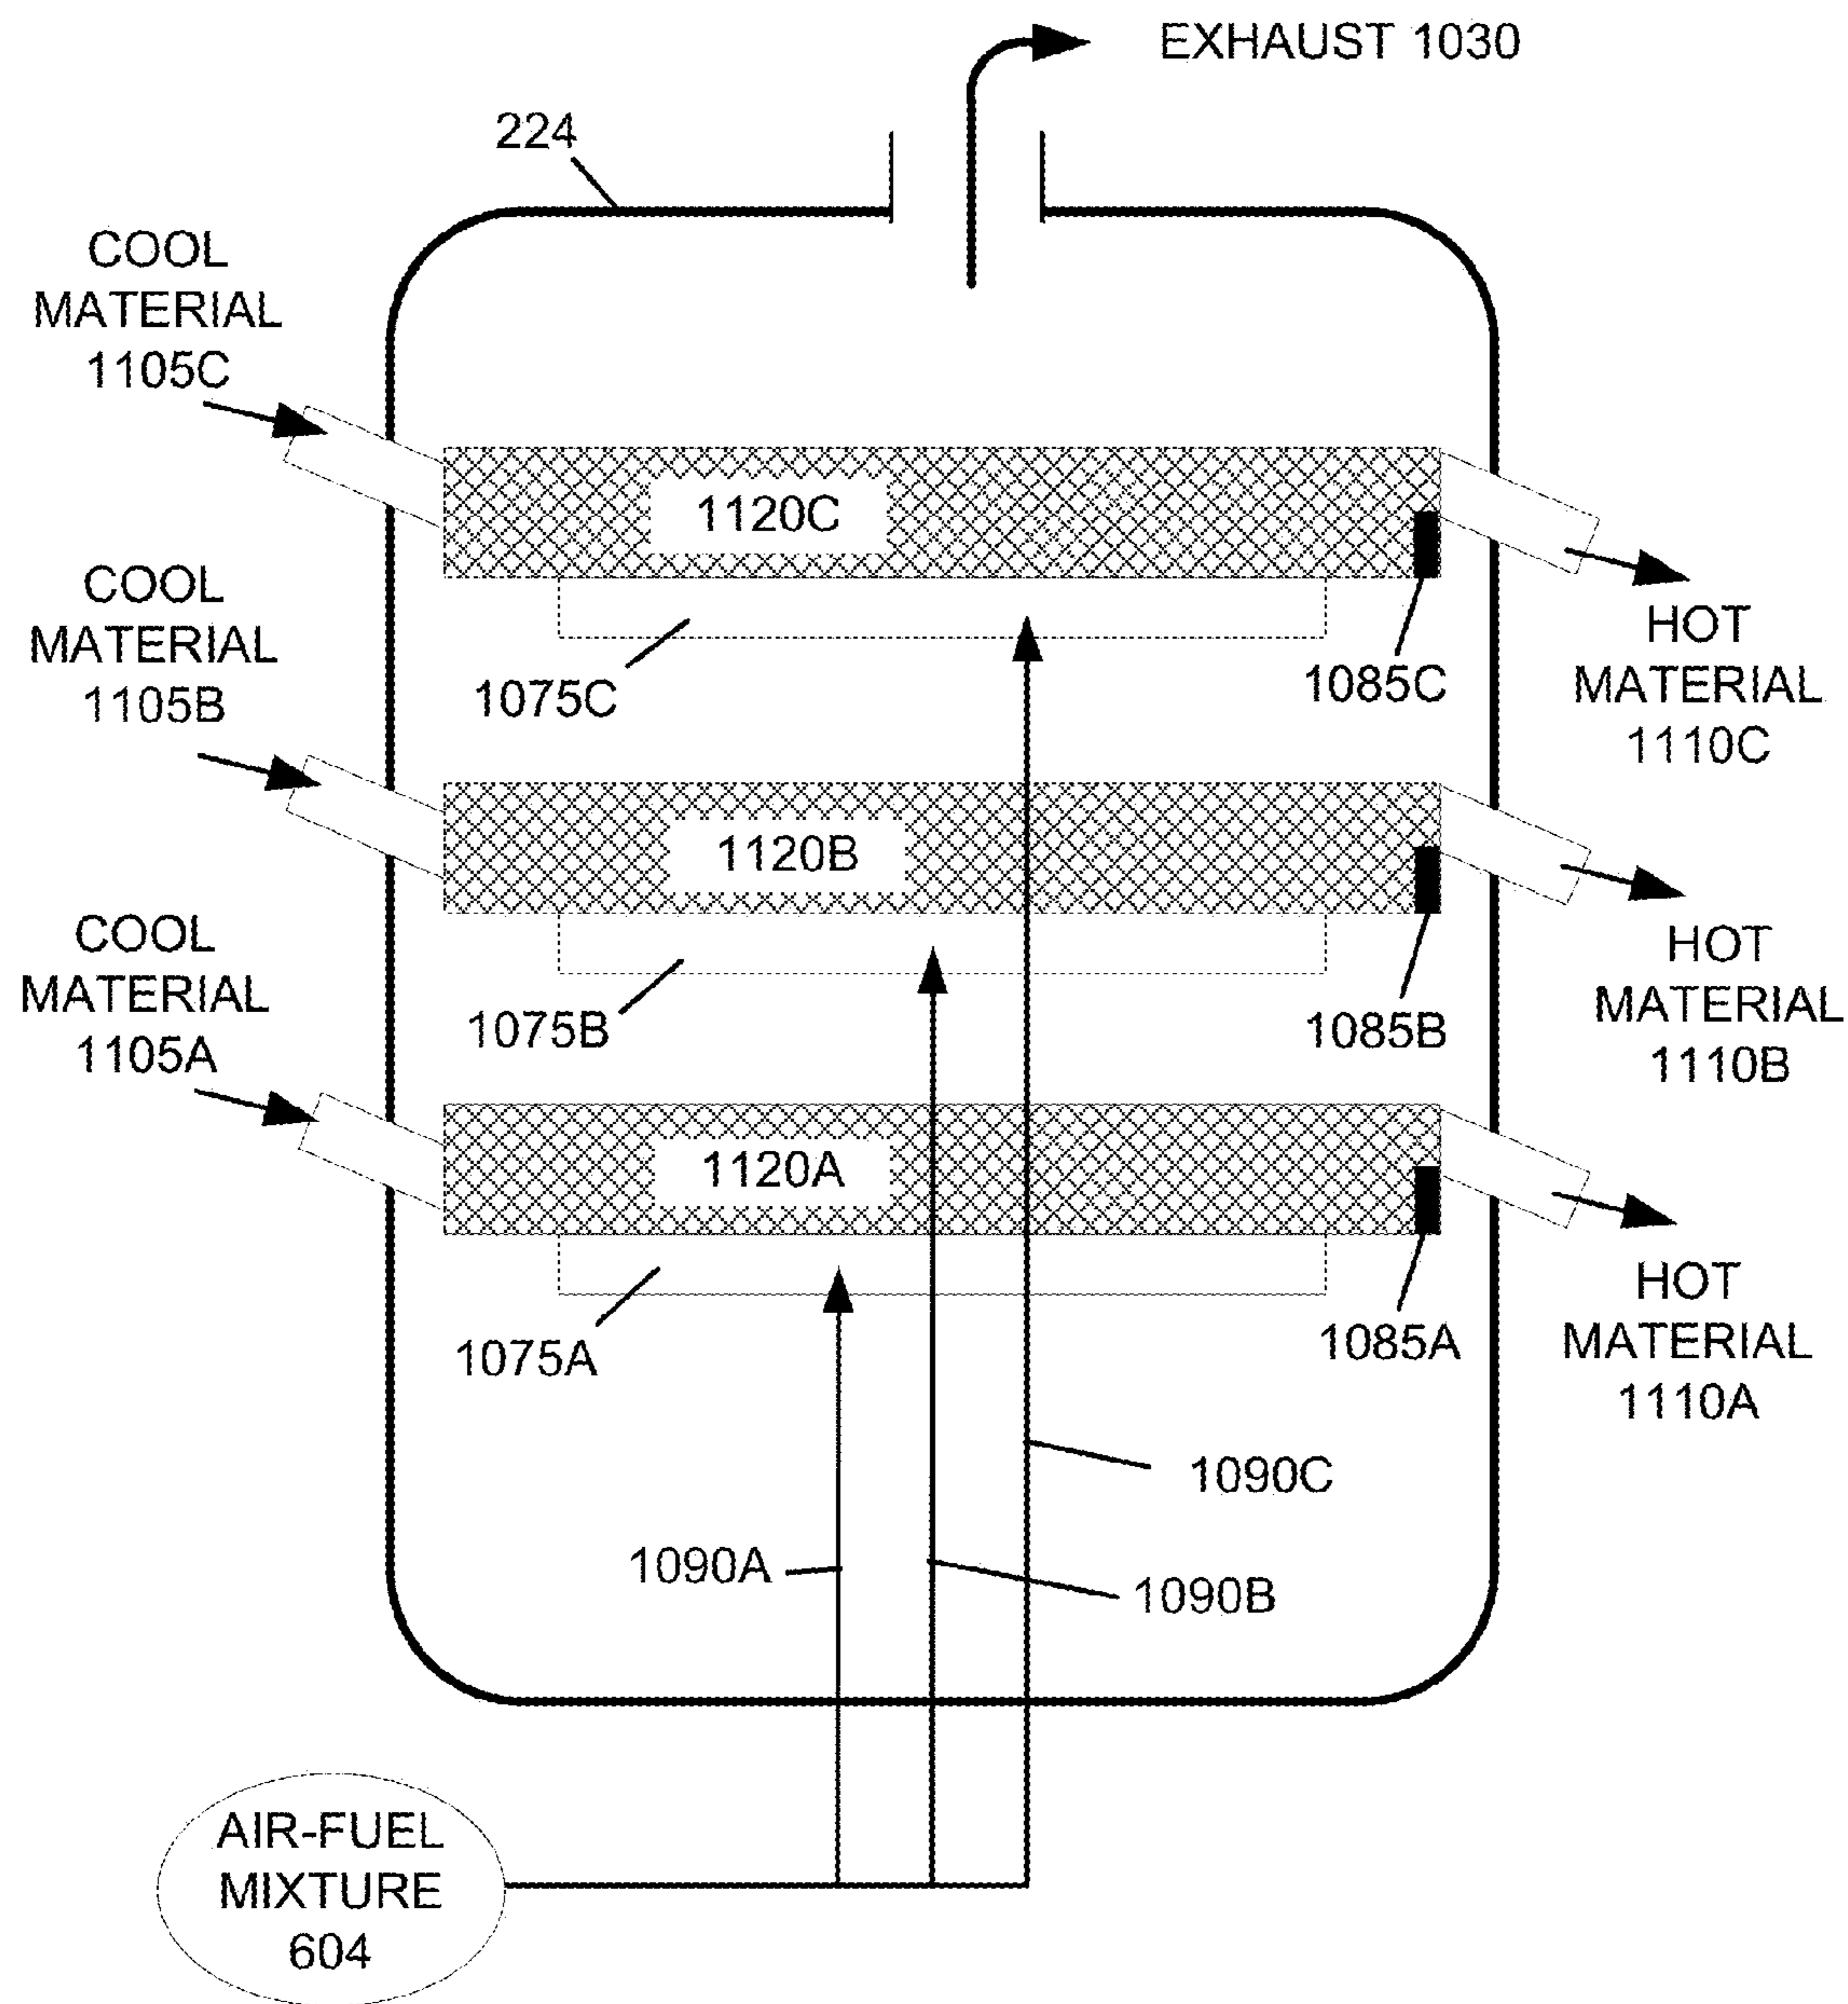 EXHAUST 1030
224
COOL
MATERIAL
1105C
1120C
1075C
1085C
HOT
MATERIAL
1110C
COOL
MATERIAL
1105B
1120B
1075B
1085B
HOT
MATERIAL
1110B
COOL
MATERIAL
1105A
1120A
1075A
1085A
HOT
MATERIAL
1110A
1090C
1090A
1090B
AIR-FUEL
MIXTURE
604